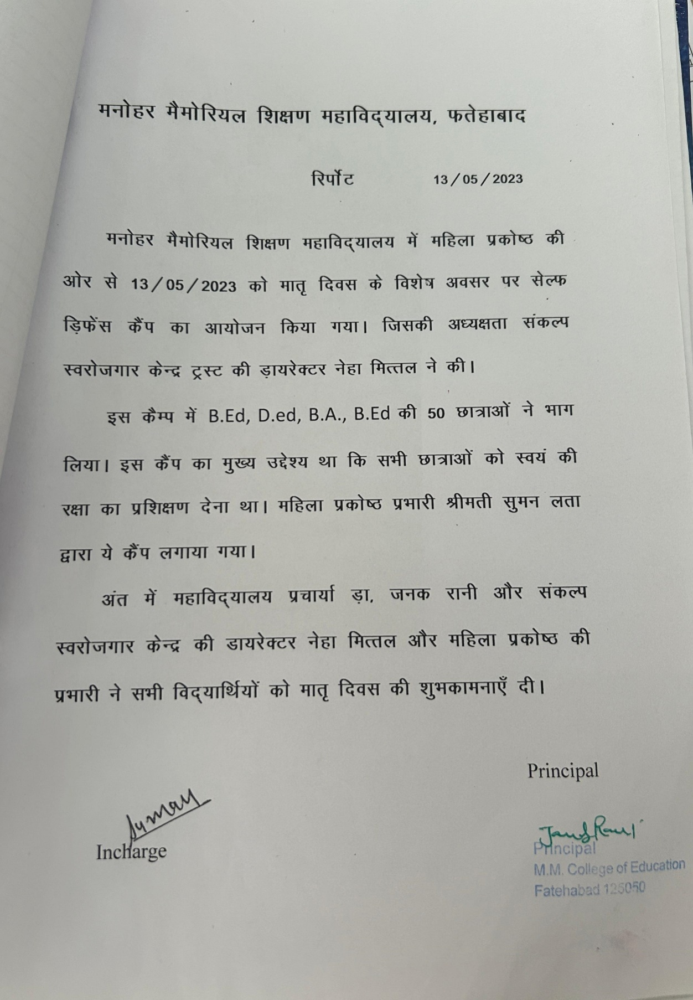 मनोहर मैमोरियल शिक्षण महाविद्यालय, फतेहाबाद
रिर्पोट 13/05/2023
मनोहर मैमोरियल शिक्षण महाविद्यालय में महिला प्रकोष्ठ की
ओर से 13/05/2023 को मातृ दिवस के विशेष अवसर पर सेल्फ
ड़िफेंस कैंप का आयोजन किया गया। जिसकी अध्यक्षता संकल्प
स्वरोजगार केन्द्र ट्रस्ट की ड़ायरेक्टर नेहा मित्तल ने की।
इस कैम्प में B.Ed, D.ed, B.A., B.Ed की 50 छात्राओं ने भाग
लिया। इस कैंप का मुख्य उद्देश्य था कि सभी छात्राओं को स्वयं की
रक्षा का प्रशिक्षण देना था। महिला प्रकोष्ठ प्रभारी श्रीमती सुमन लता
द्वारा ये कैंप लगाया गया।
अंत में महाविद्यालय प्रचार्या ड़ा, जनक रानी और संकल्प
स्वरोजगार केन्द्र की डायरेक्टर नेहा मित्तल और महिला प्रकोष्ठ की
प्रभारी ने सभी विद्यार्थियों को मातृ दिवस की शुभकामनाएँ दी।
Principal
Suman
Incharge
Principal
M.M. College of Education
Fatehabad 125050